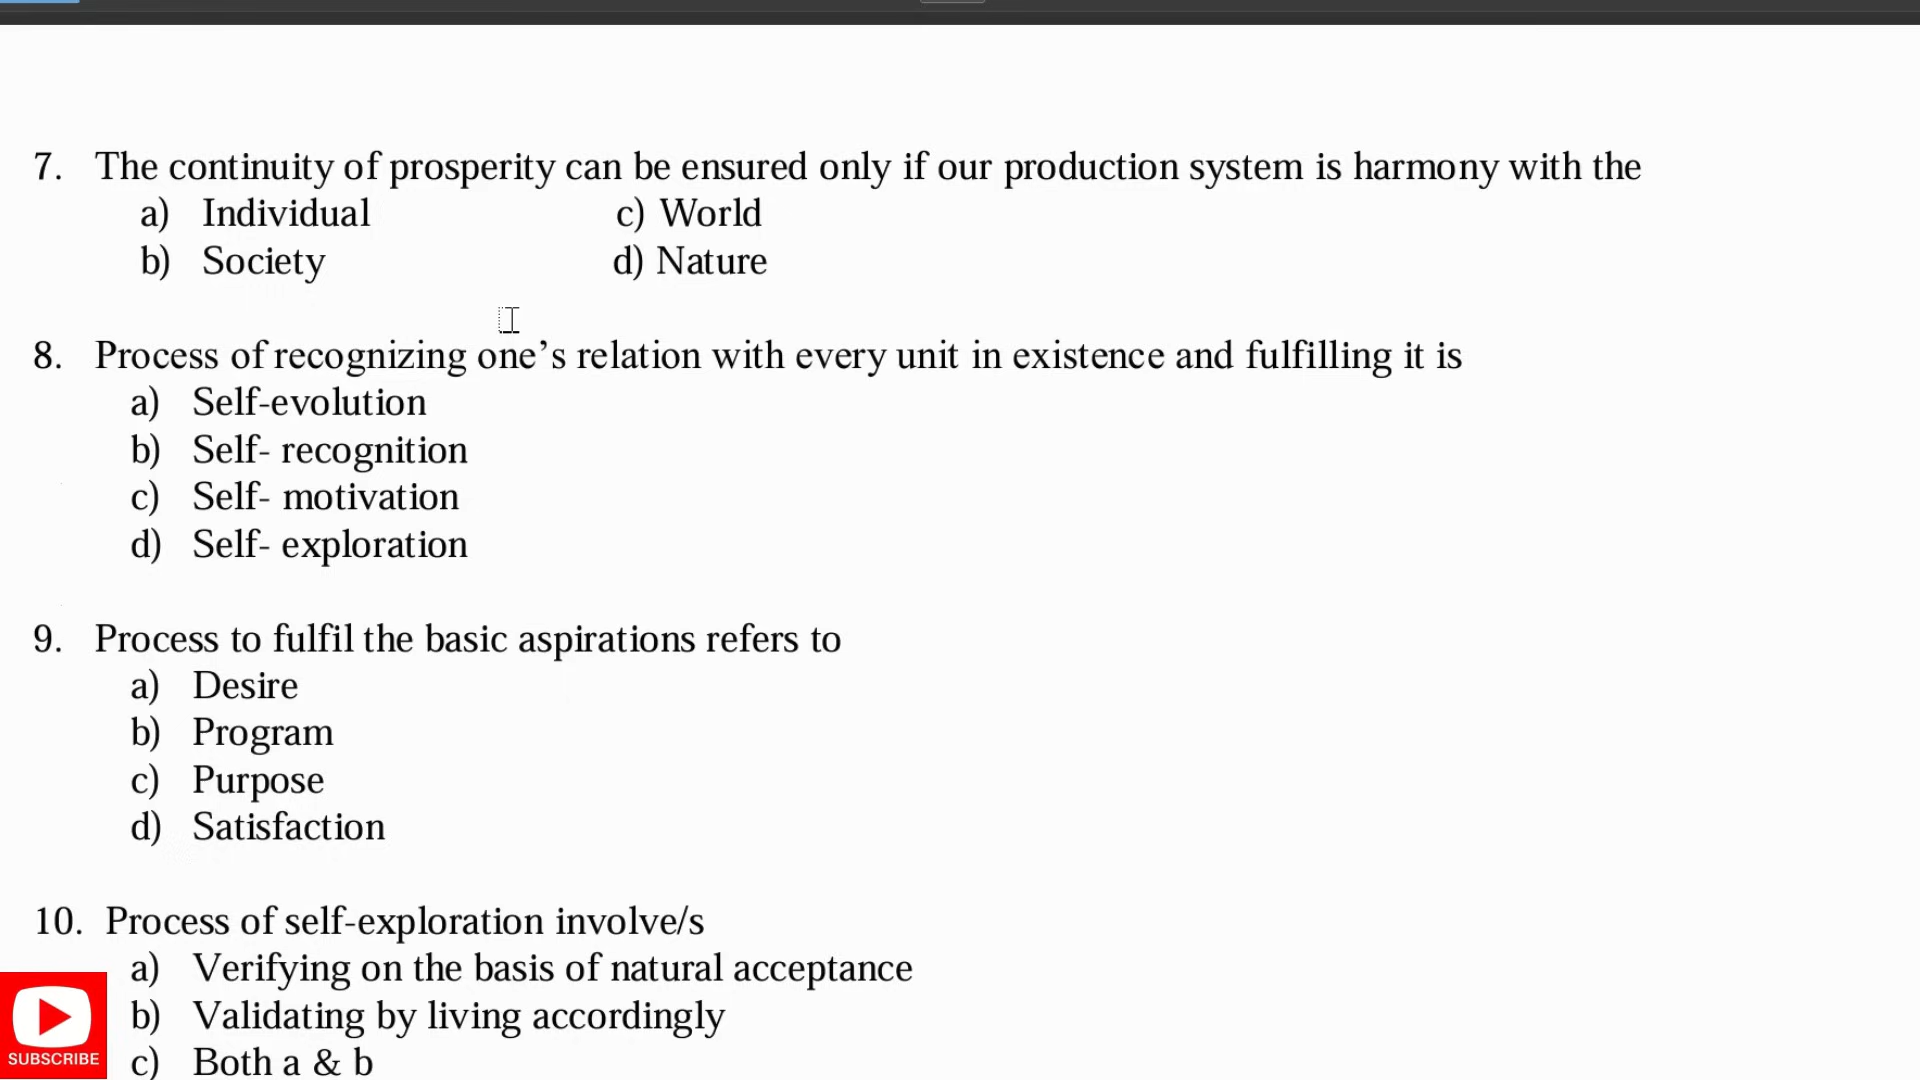 7. The continuity of prosperity can be ensured only if our production system is harmony with the
a) Individual c) World
b) Society d) Nature
8. Process of recognizing one’s relation with every unit in existence and fulfilling it is
a) Self-evolution
b) Self- recognition
c) Self- motivation
d) Self- exploration
9. Process to fulfil the basic aspirations refers to
a) Desire
b) Program
c) Purpose
d) Satisfaction
10. Process of self-exploration involve/s
a) Verifying on the basis of natural acceptance
b) Validating by living accordingly
c) Both a & b
SUBSCRIBE